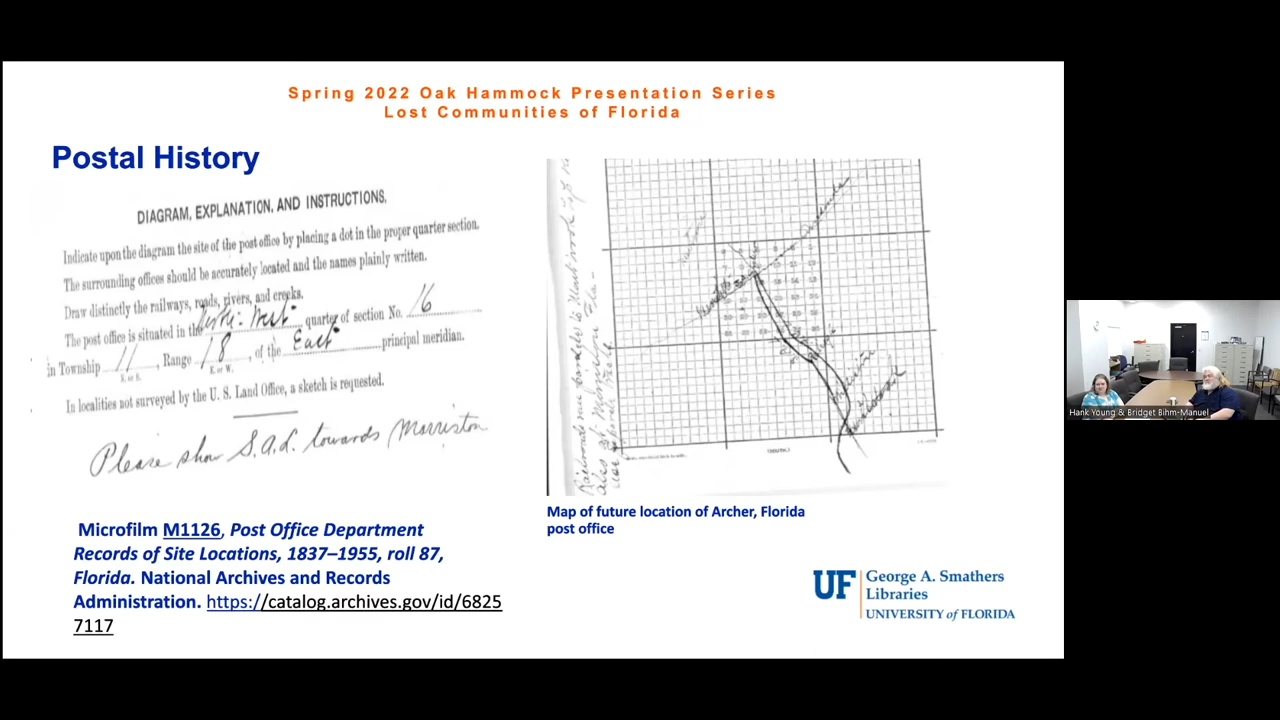 Spring 2022 Oak Hammock Presentation Series
Lost Communities of Florida
Postal History
DIAGRAM, EXPLANATION, AND INSTRUCTIONS.
Indicate upon the diagram the site of the post office by placing a dot in the proper quarter section.
The surrounding offices should be accurately located and the names plainly written.
Draw distinctly the railways, roads, rivers, and creeks.
The post office is situated in the West quarter of section No. 16
in Township 11, Range 18 of the East principal meridian.
E. or W.
In localities not surveyed by the U. S. Land Office, a sketch is requested.
Please show S.A.L. towards Morriston
Microfilm M1126, Post Office Department
Records of Site Locations, 1837–1955, roll 87,
Florida. National Archives and Records
Administration. https://catalog.archives.gov/id/6825
7117
Map of future location of Archer, Florida
post office
UF
George A. Smathers
Libraries
UNIVERSITY of FLORIDA
Hank Young & Bridget Bihm-Manuel